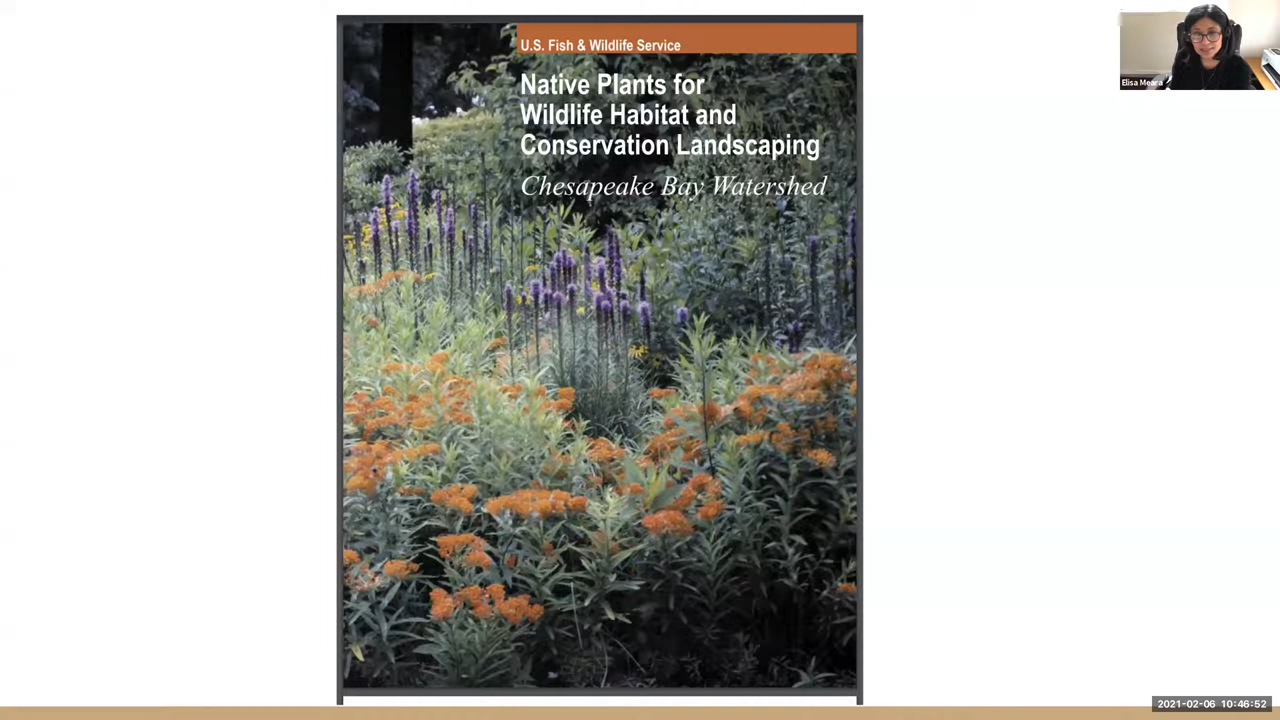 U.S. Fish & Wildlife Service
Native Plants for
Wildlife Habitat and
Conservation Landscaping
Chesapeake Bay Watershed
Elisa Meara
2021-02-06 10:46:52